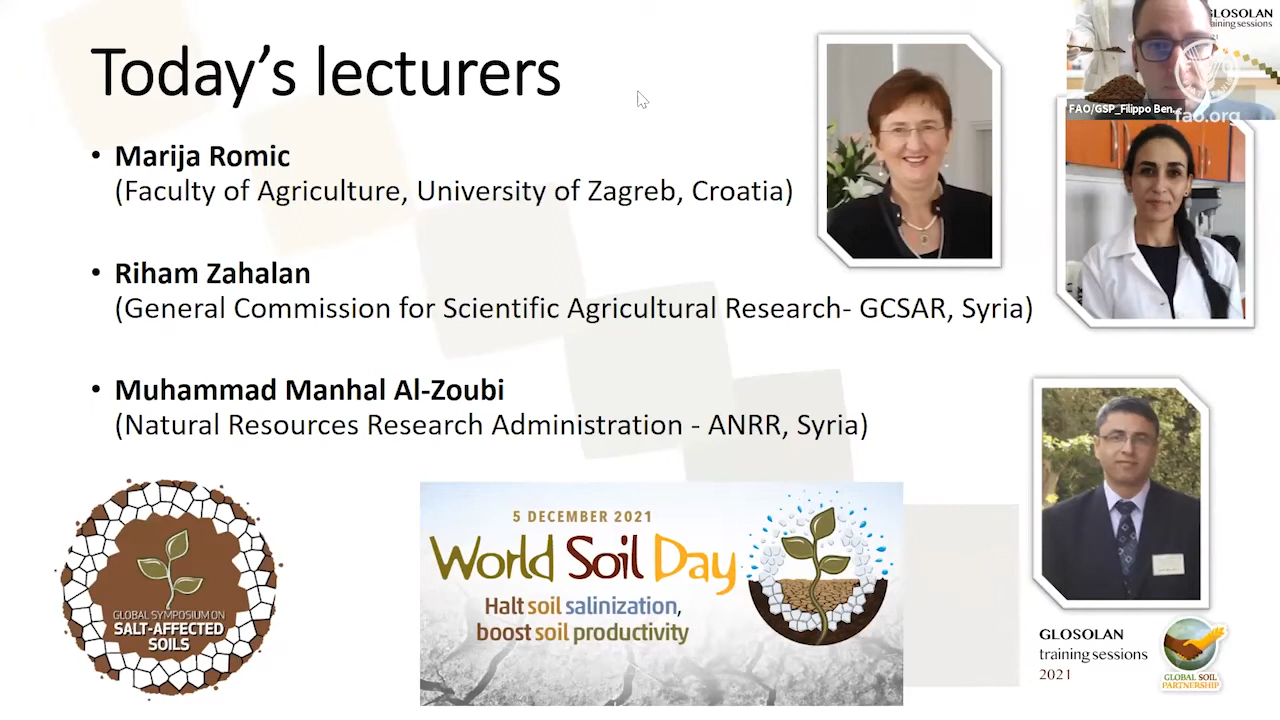 Today's lecturers
• Marija Romic
(Faculty of Agriculture, University of Zagreb, Croatia)
• Riham Zahalan
(General Commission for Scientific Agricultural Research- GCSAR, Syria)
• Muhammad Manhal Al-Zoubi
(Natural Resources Research Administration - ANRR, Syria)
GLOSOLAN
training sessions
FAO/GSP_Filippo Ben...
fao.org
GLOBAL SYMPOSIUM ON
SALT-AFFECTED
SOILS
5 DECEMBER 2021
World Soil Day
Halt soil salinization,
boost soil productivity
GLOSOLAN
training sessions
2021
GLOBAL SOIL
PARTNERSHIP